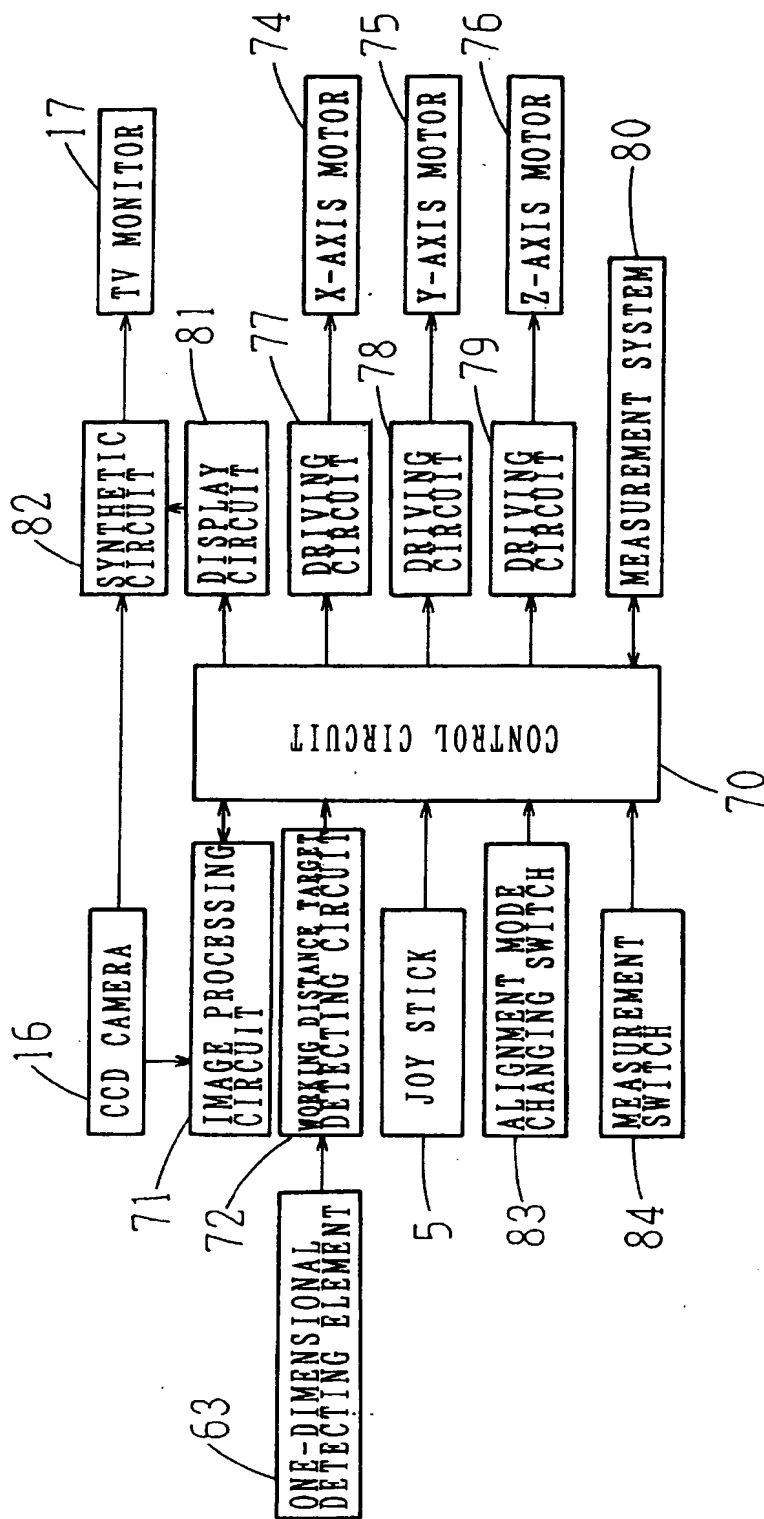 16
CCD CAMERA
82
SYNTHETIC
CIRCUIT
17
TV MONITOR
71
IMAGE PROCESSING
CIRCUIT
81
DISPLAY
CIRCUIT
63
ONE-DIMENSIONAL
DETECTING ELEMENT
72
WORKING DISTANCE TARGET
DETECTING CIRCUIT
77
DRIVING
CIRCUIT
74
X-AXIS MOTOR
5
JOY STICK
CONTROL CIRCUIT
70
78
DRIVING
CIRCUIT
75
Y-AXIS MOTOR
83
ALIGNMENT MODE
CHANGING SWITCH
79
DRIVING
CIRCUIT
76
Z-AXIS MOTOR
84
MEASUREMENT
SWITCH
80
MEASUREMENT SYSTEM